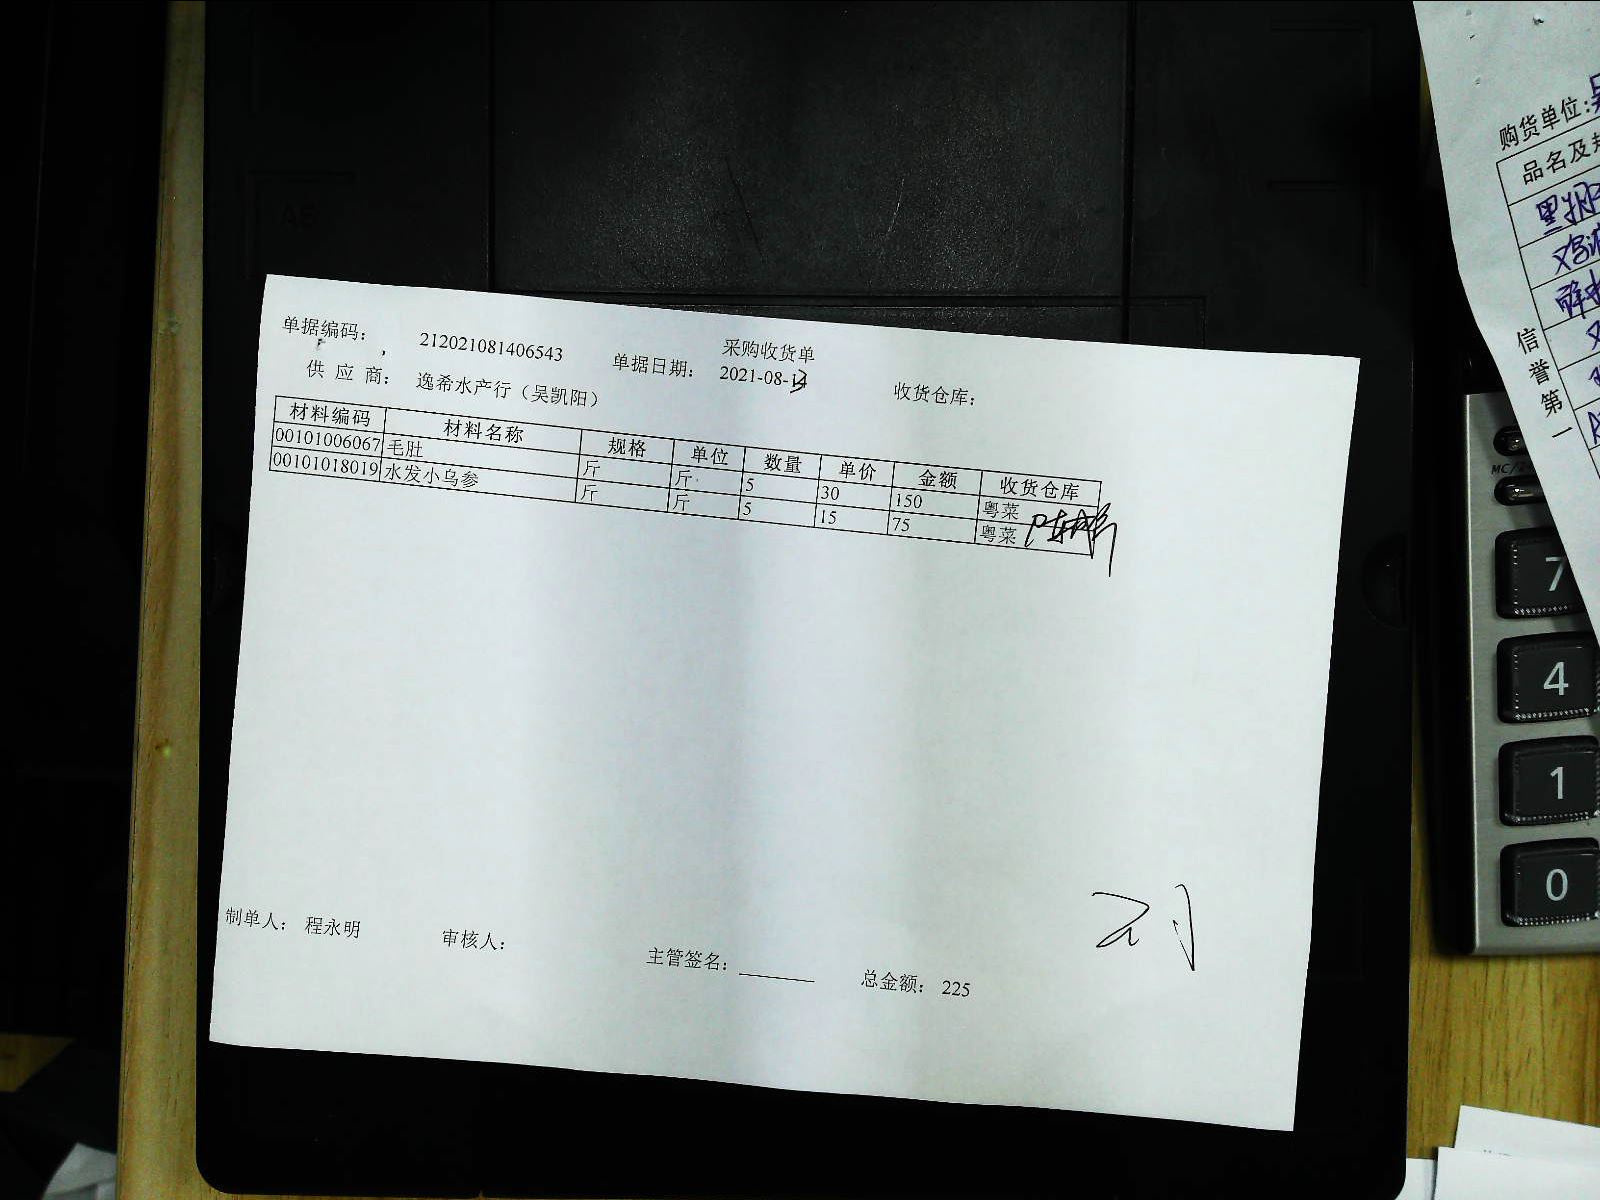 采购收货单
单据编码： 212021081406543 单据日期： 2021-08-13 收货仓库：
供 应 商： 逸希水产行（吴凯阳）
材料编码 材料名称 规格 单位 数量 单价 金额 收货仓库
00101006067 毛肚 斤 斤 5 30 150 粤菜
00101018019 水发小乌参 斤 斤 5 15 75 粤菜
制单人： 程永明 审核人： 主管签名： 总金额： 225
购货单位：
品名及
信誉第一
7
4
1
0